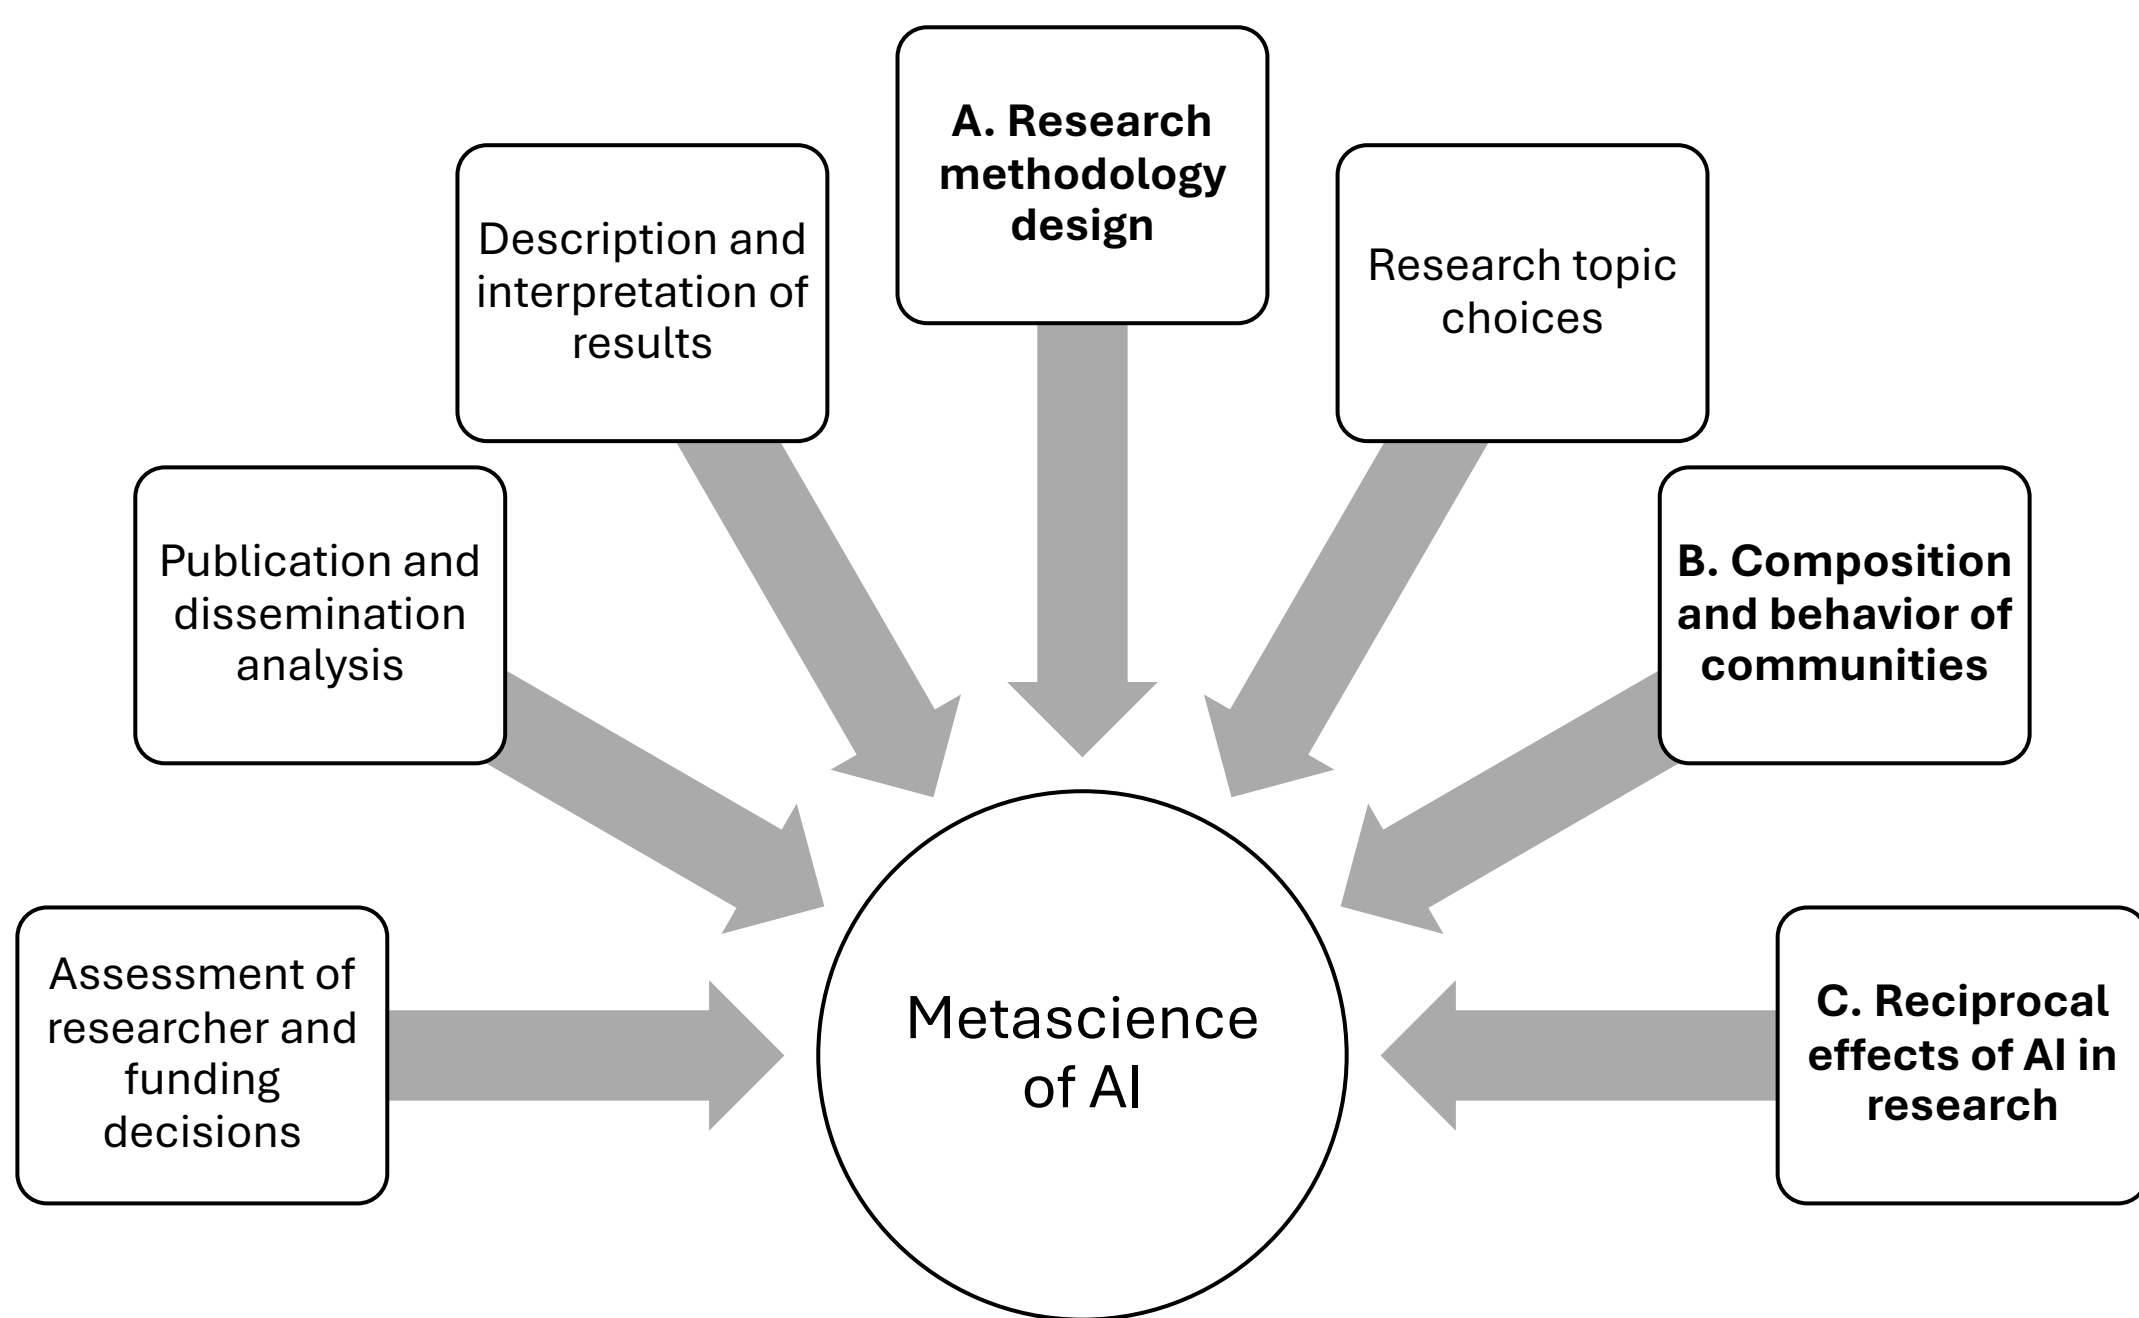 A. Research
methodology
design
Description and
interpretation of
results
Research topic
choices
Publication and
dissemination
analysis
B. Composition
and behavior of
communities
Assessment of
researcher and
funding
decisions
Metascience
of AI
C. Reciprocal
effects of AI in
research